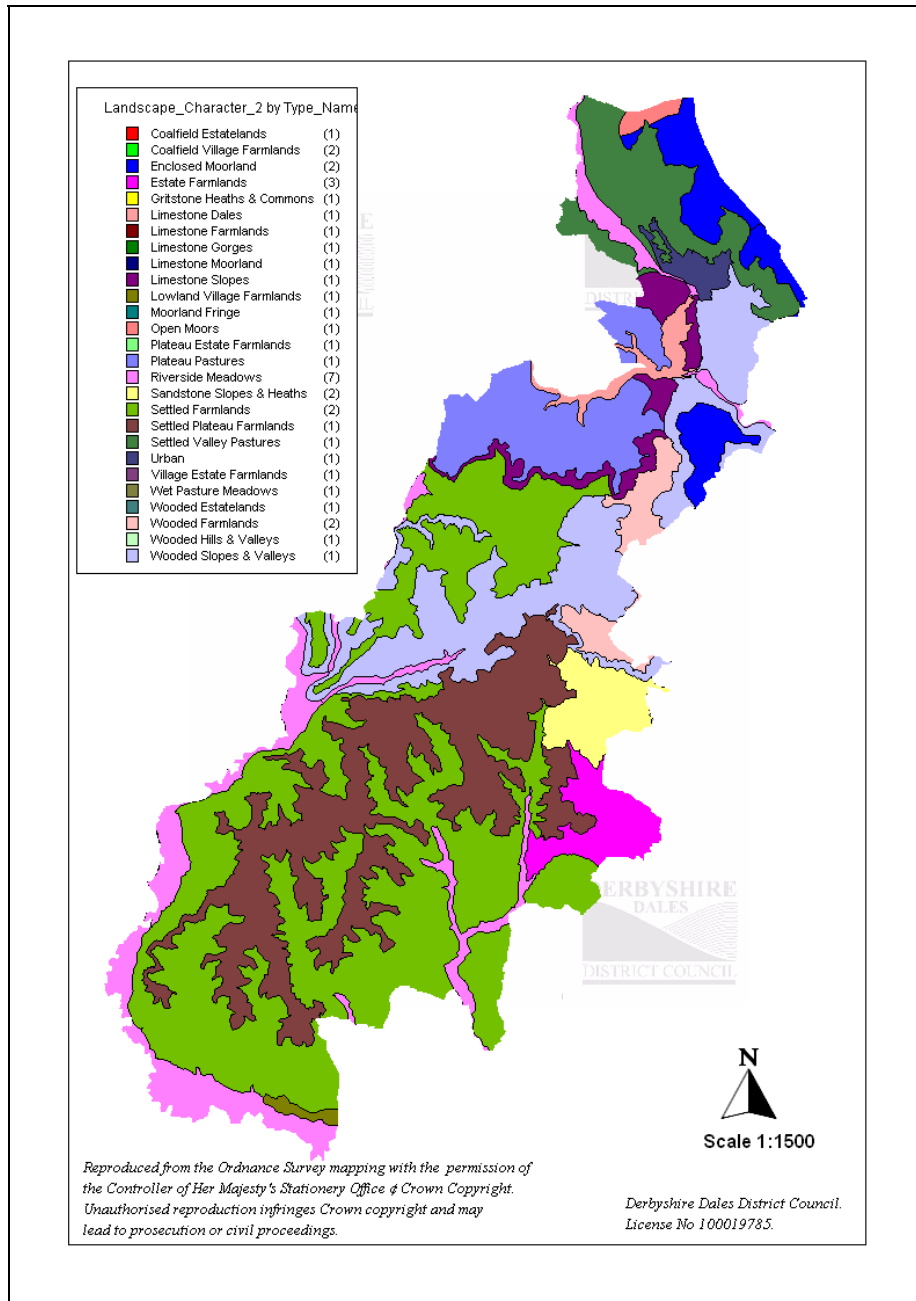 Landscape_Character_2 by Type_Name
Coalfield Estatelands (1)
Coalfield Village Farmlands (2)
Enclosed Moorland (2)
Estate Farmlands (3)
Gritstone Heaths & Commons (1)
Limestone Dales (1)
Limestone Farmlands (1)
Limestone Gorges (1)
Limestone Moorland (1)
Limestone Slopes (1)
Lowland Village Farmlands (1)
Moorland Fringe (1)
Open Moors (1)
Plateau Estate Farmlands (1)
Plateau Pastures (1)
Riverside Meadows (7)
Sandstone Slopes & Heaths (2)
Settled Farmlands (2)
Settled Plateau Farmlands (1)
Settled Valley Pastures (1)
Urban (1)
Village Estate Farmlands (1)
Wet Pasture Meadows (1)
Wooded Estatelands (1)
Wooded Farmlands (2)
Wooded Hills & Valleys (1)
Wooded Slopes & Valleys (1)
DISTRI
DERBYSHIRE
DALES
DISTRICT COUNCIL
N
Scale 1:1500
Reproduced from the Ordnance Survey mapping with the permission of
the Controller of Her Majesty's Stationery Office ¢ Crown Copyright.
Unauthorised reproduction infringes Crown copyright and may
lead to prosecution or civil proceedings.
Derbyshire Dales District Council.
License No 100019785.